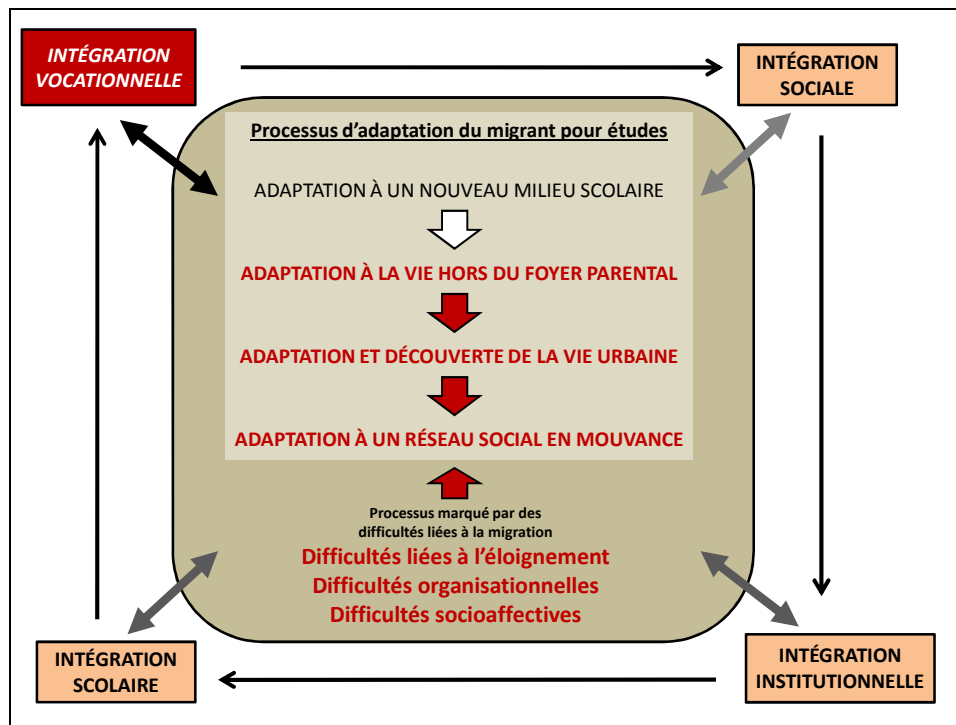 INTÉGRATION
VOCATIONNELLE
INTÉGRATION
SOCIALE
Processus d’adaptation du migrant pour études
ADAPTATION À UN NOUVEAU MILIEU SCOLAIRE
ADAPTATION À LA VIE HORS DU FOYER PARENTAL
ADAPTATION ET DÉCOUVERTE DE LA VIE URBAINE
ADAPTATION À UN RÉSEAU SOCIAL EN MOUVANCE
Processus marqué par des
difficultés liées à la migration
Difficultés liées à l’éloignement
Difficultés organisationnelles
Difficultés socioaffectives
INTÉGRATION
SCOLAIRE
INTÉGRATION
INSTITUTIONNELLE